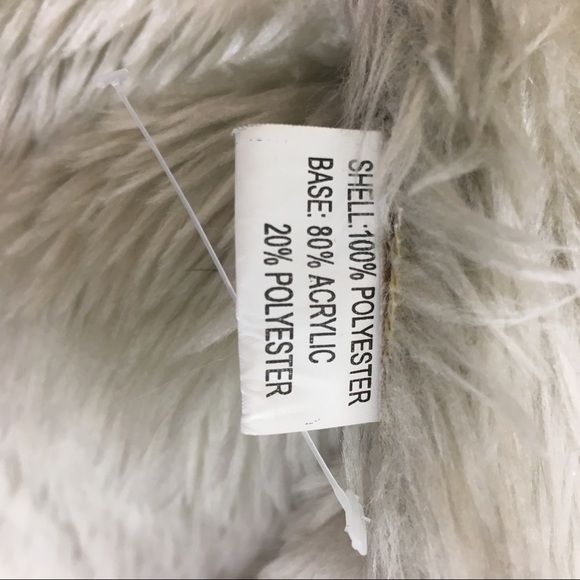 SHELL:100% POLYESTER
BASE: 80% ACRYLIC
20% POLYESTER